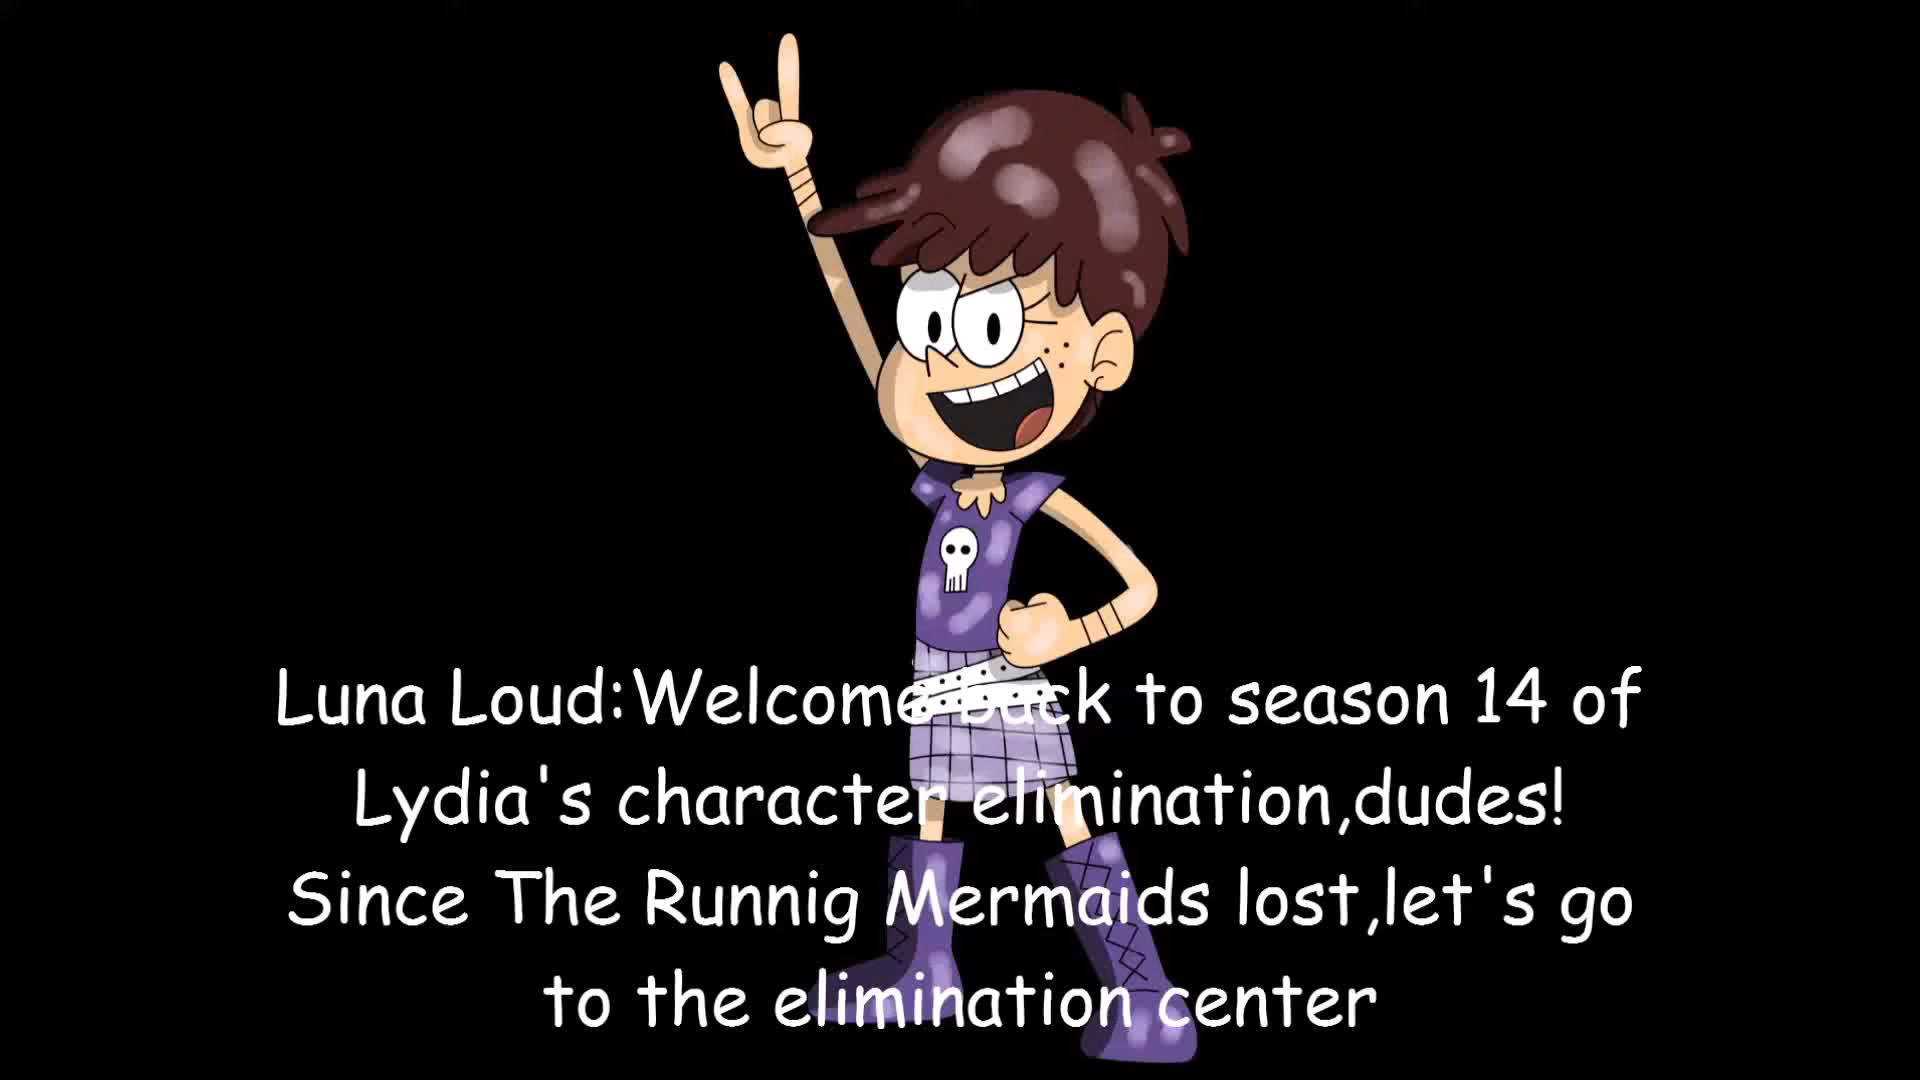 Luna Loud:Welcome back to season 14 of
Lydia's character elimination,dudes!
Since The Runnig Mermaids lost,let's go
to the elimination center